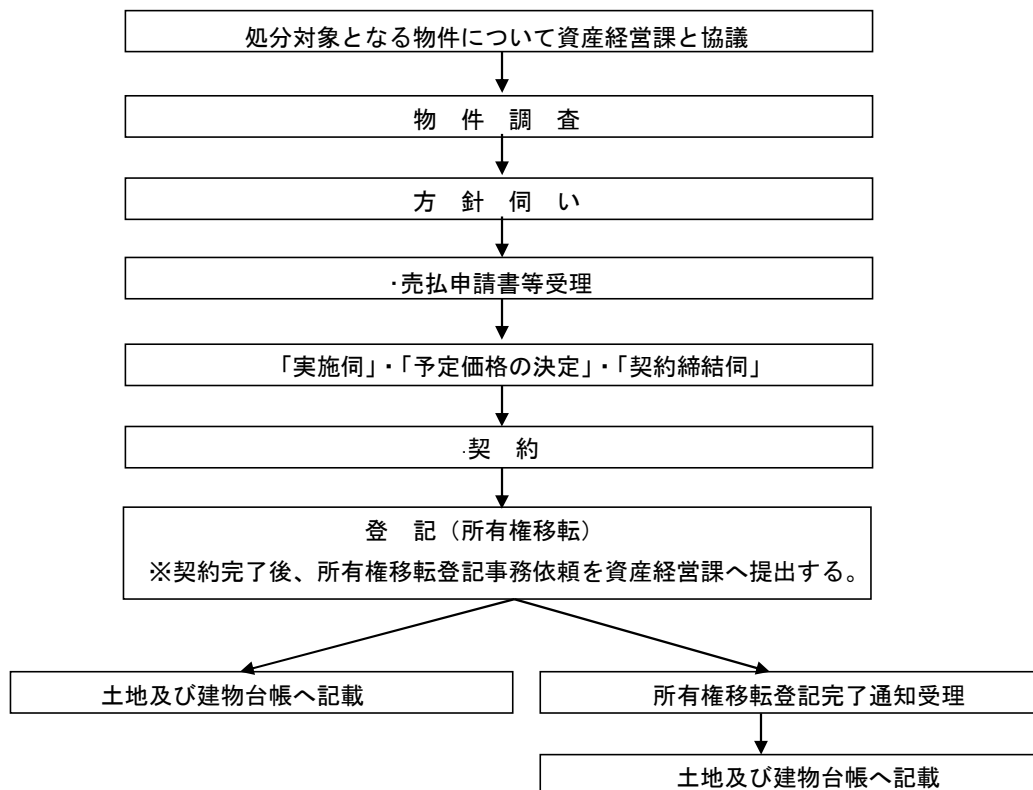 処分対象となる物件について資産経営課と協議
物　件　調　査
方　針　伺　い
・売払申請書等受理
「実施伺」・「予定価格の決定」・「契約締結伺」
・契　約
登　記（所有権移転）
※契約完了後、所有権移転登記事務依頼を資産経営課へ提出する。
土地及び建物台帳へ記載
所有権移転登記完了通知受理
土地及び建物台帳へ記載